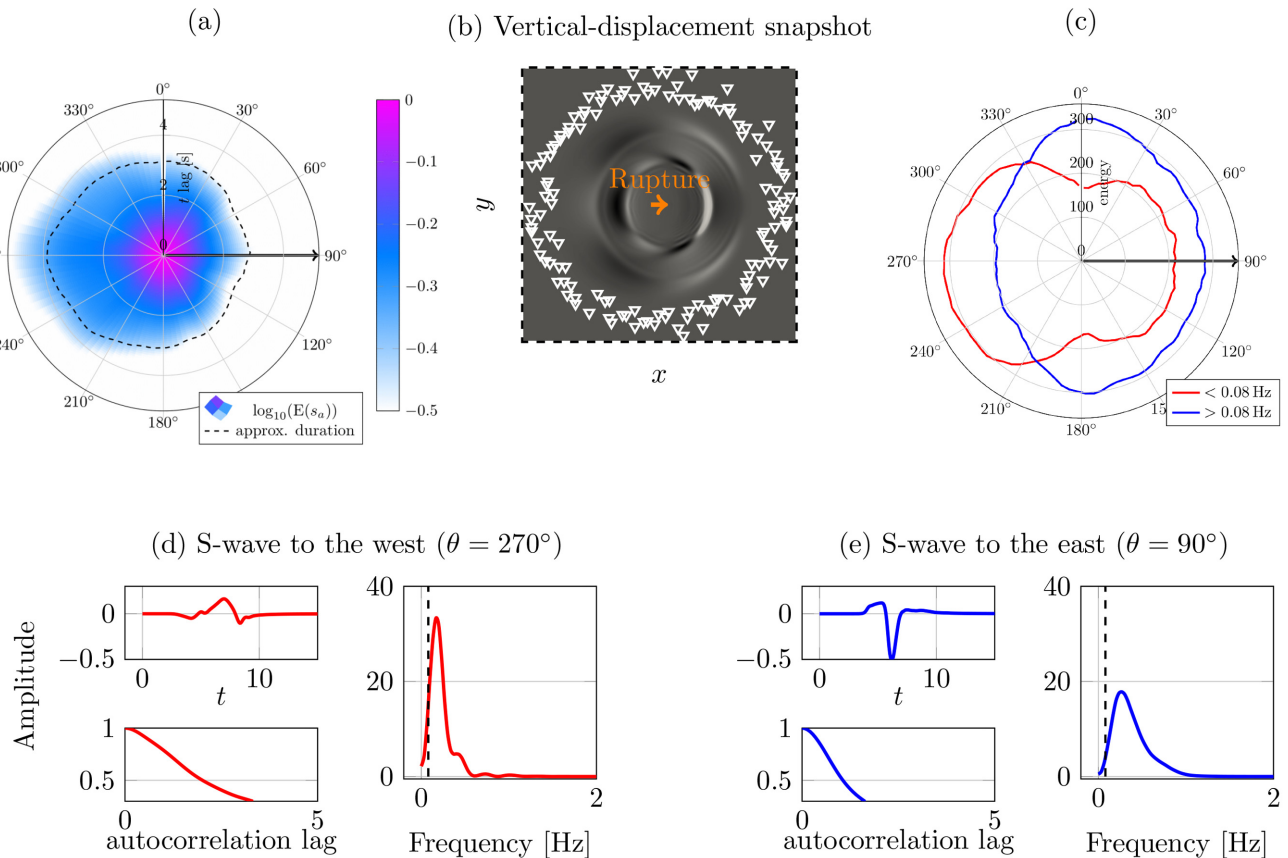 (a)
0°
30°
60°
90°
120°
180°
210°
240°
300°
330°
4
2
0
t lag [s]
0
−0.1
−0.2
−0.3
−0.4
−0.5
log₁₀(E(sₐ))
approx. duration
(b) Vertical-displacement snapshot
Rupture
y
x
(c)
0°
30°
60°
90°
120°
180°
210°
240°
270°
300°
330°
300
200
100
0
energy
< 0.08 Hz
> 0.08 Hz
(d) S-wave to the west (θ = 270°)
Amplitude
0
−0.5
0
10
t
1
0.5
0
5
autocorrelation lag
40
20
0
0
2
Frequency [Hz]
(e) S-wave to the east (θ = 90°)
0
−0.5
0
10
t
1
0.5
0
5
autocorrelation lag
40
20
0
0
2
Frequency [Hz]